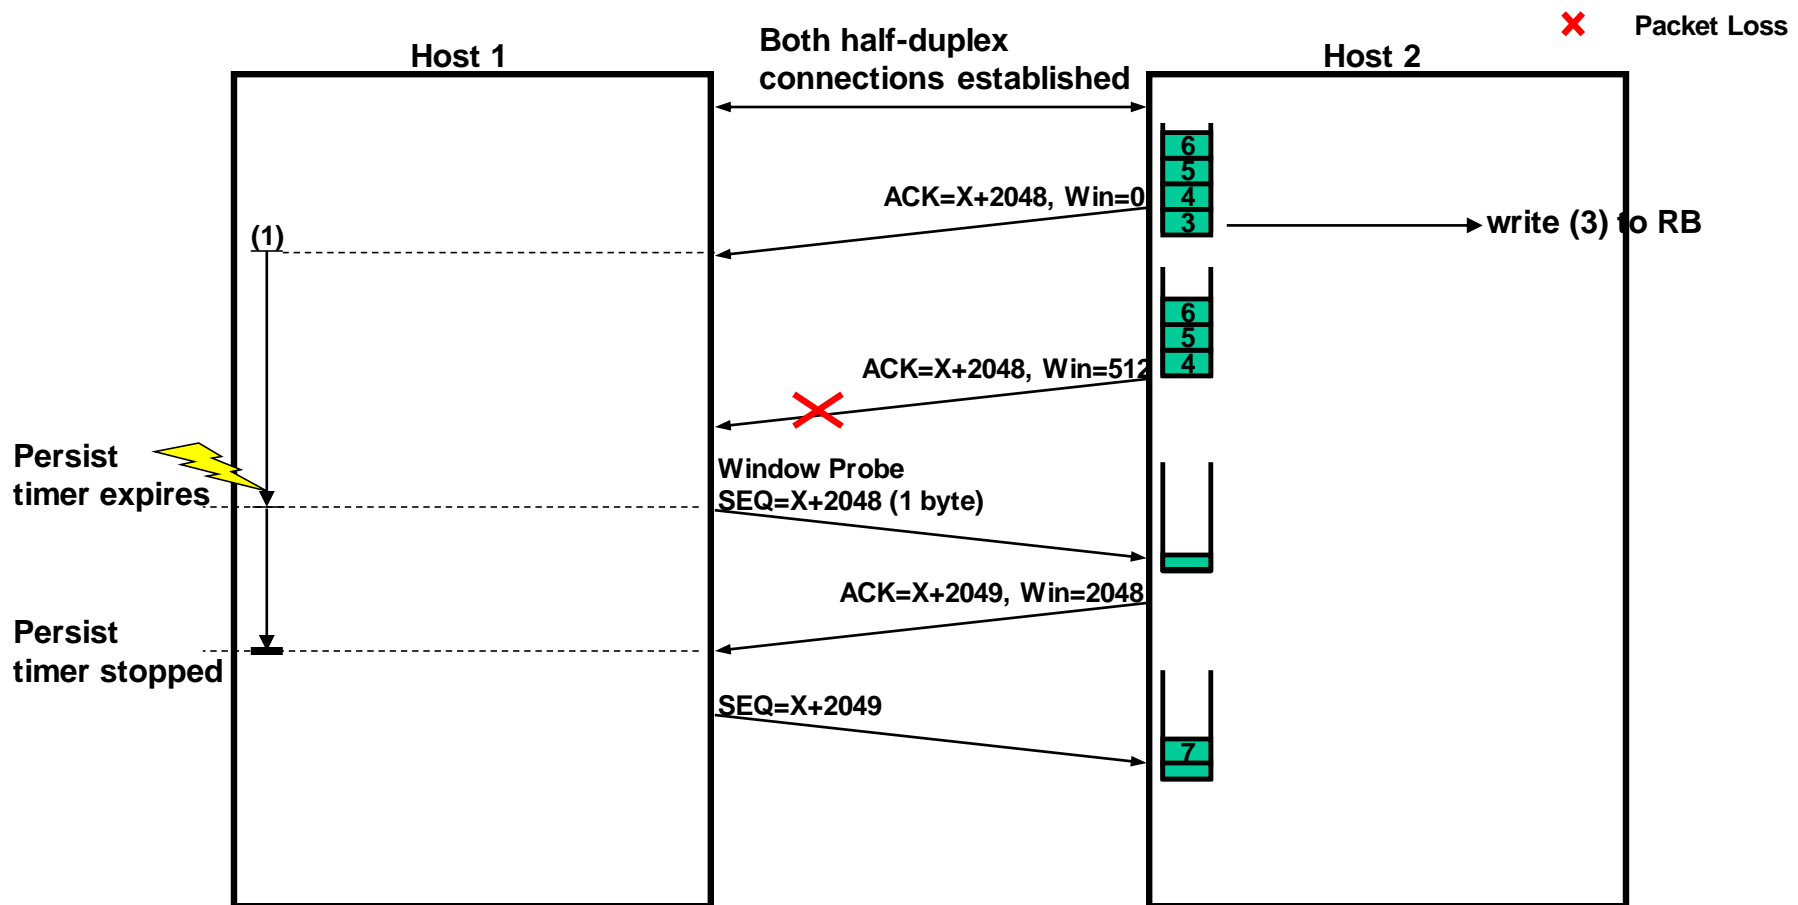 Packet Loss
Host 1
Both half-duplex
connections established
Host 2
6
5
4
3
ACK=X+2048, Win=0
write (3) to RB
(1)
6
5
4
ACK=X+2048, Win=512
Persist
timer expires
Window Probe
SEQ=X+2048 (1 byte)
ACK=X+2049, Win=2048
Persist
timer stopped
SEQ=X+2049
7